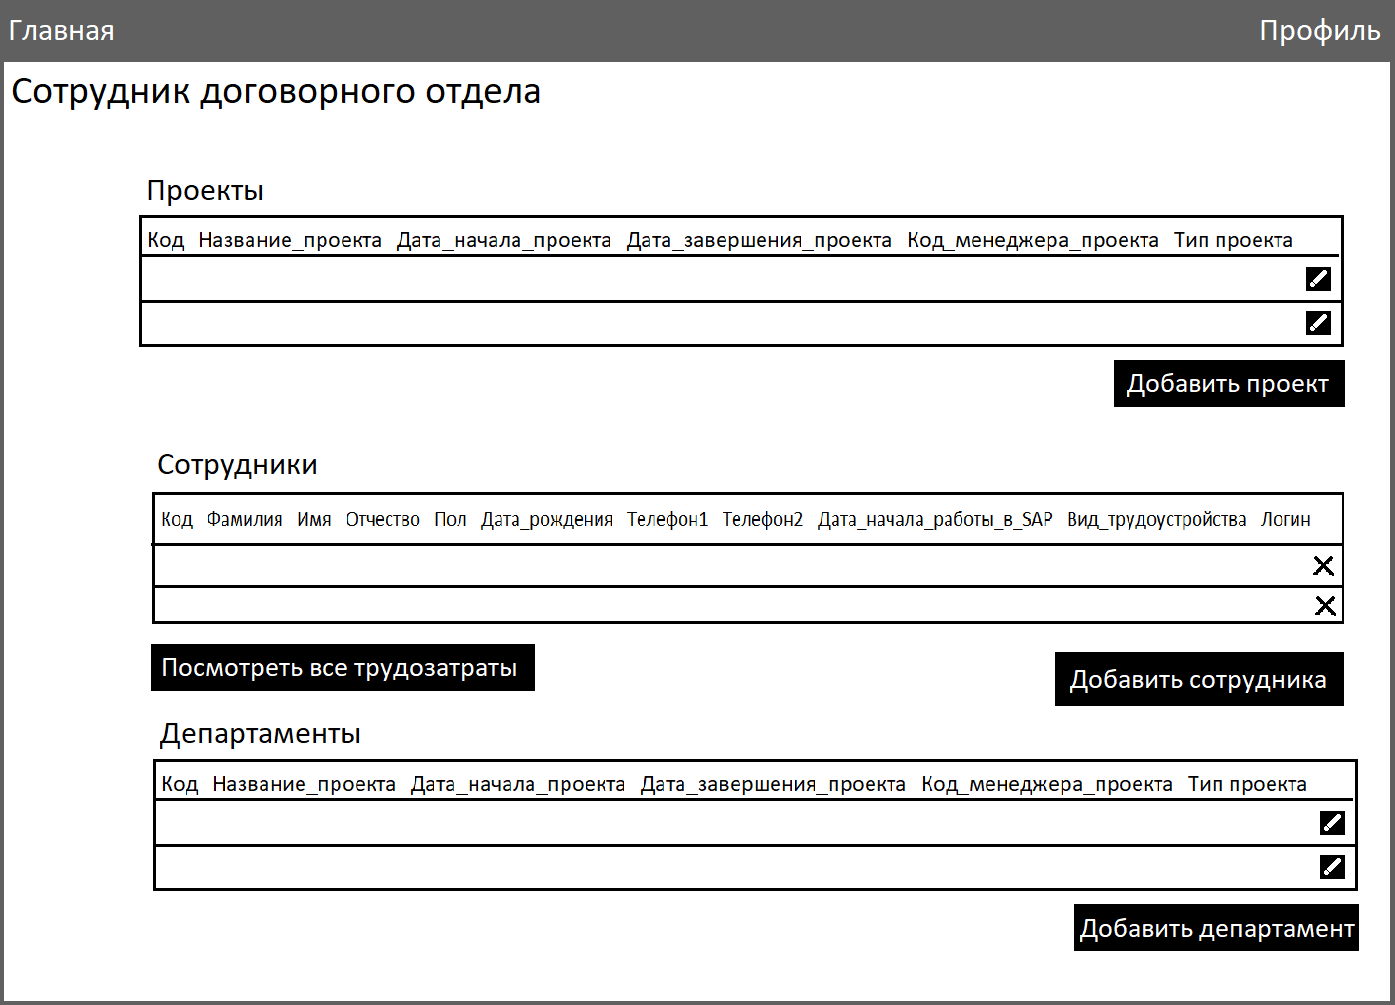 Главная Профиль
Сотрудник договорного отдела
Проекты
Код Название_проекта Дата_начала_проекта Дата_завершения_проекта Код_менеджера_проекта Тип проекта
Добавить проект
Сотрудники
Код Фамилия Имя Отчество Пол Дата_рождения Телефон1 Телефон2 Дата_начала_работы_в_SAP Вид_трудоустройства Логин
Посмотреть все трудозатраты
Добавить сотрудника
Департаменты
Код Название_проекта Дата_начала_проекта Дата_завершения_проекта Код_менеджера_проекта Тип проекта
Добавить департамент